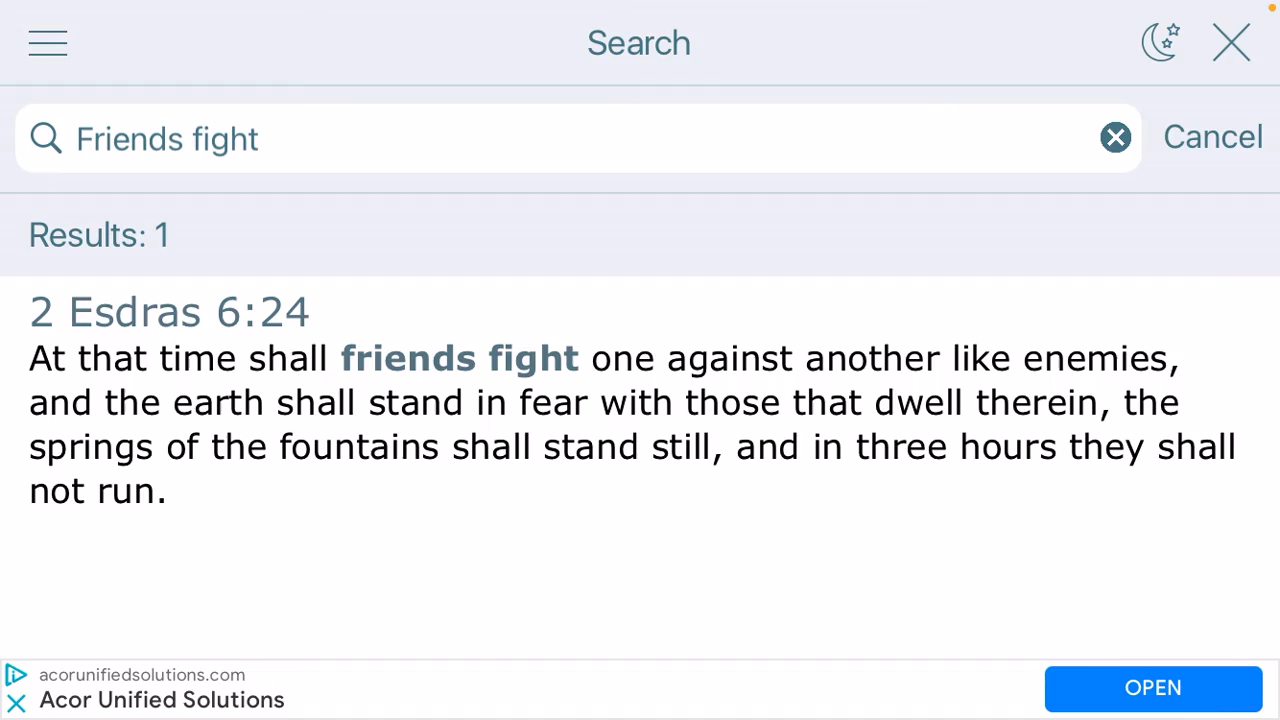 Search
Friends fight
Cancel
Results: 1
2 Esdras 6:24
At that time shall friends fight one against another like enemies,
and the earth shall stand in fear with those that dwell therein, the
springs of the fountains shall stand still, and in three hours they shall
not run.
acorunifiedsolutions.com
Acor Unified Solutions
OPEN